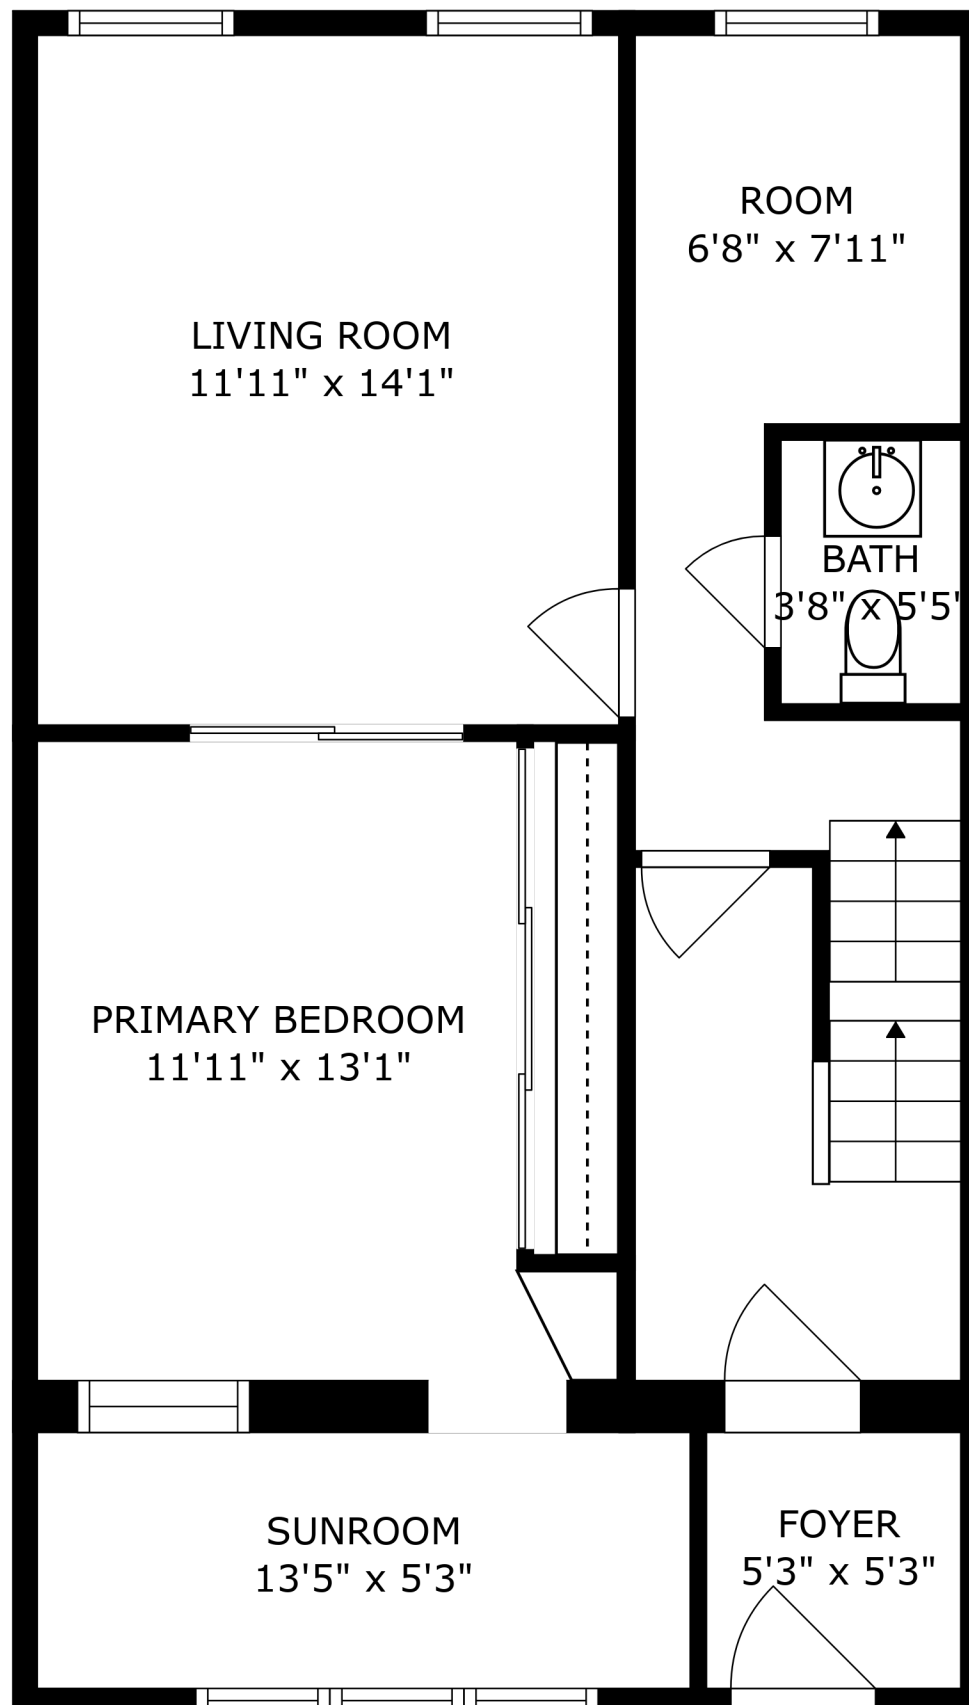 ROOM
6'8" x 7'11"
LIVING ROOM
11'11" x 14'1"
BATH
3'8" x 5'5"
PRIMARY BEDROOM
11'11" x 13'1"
SUNROOM
13'5" x 5'3"
FOYER
5'3" x 5'3"